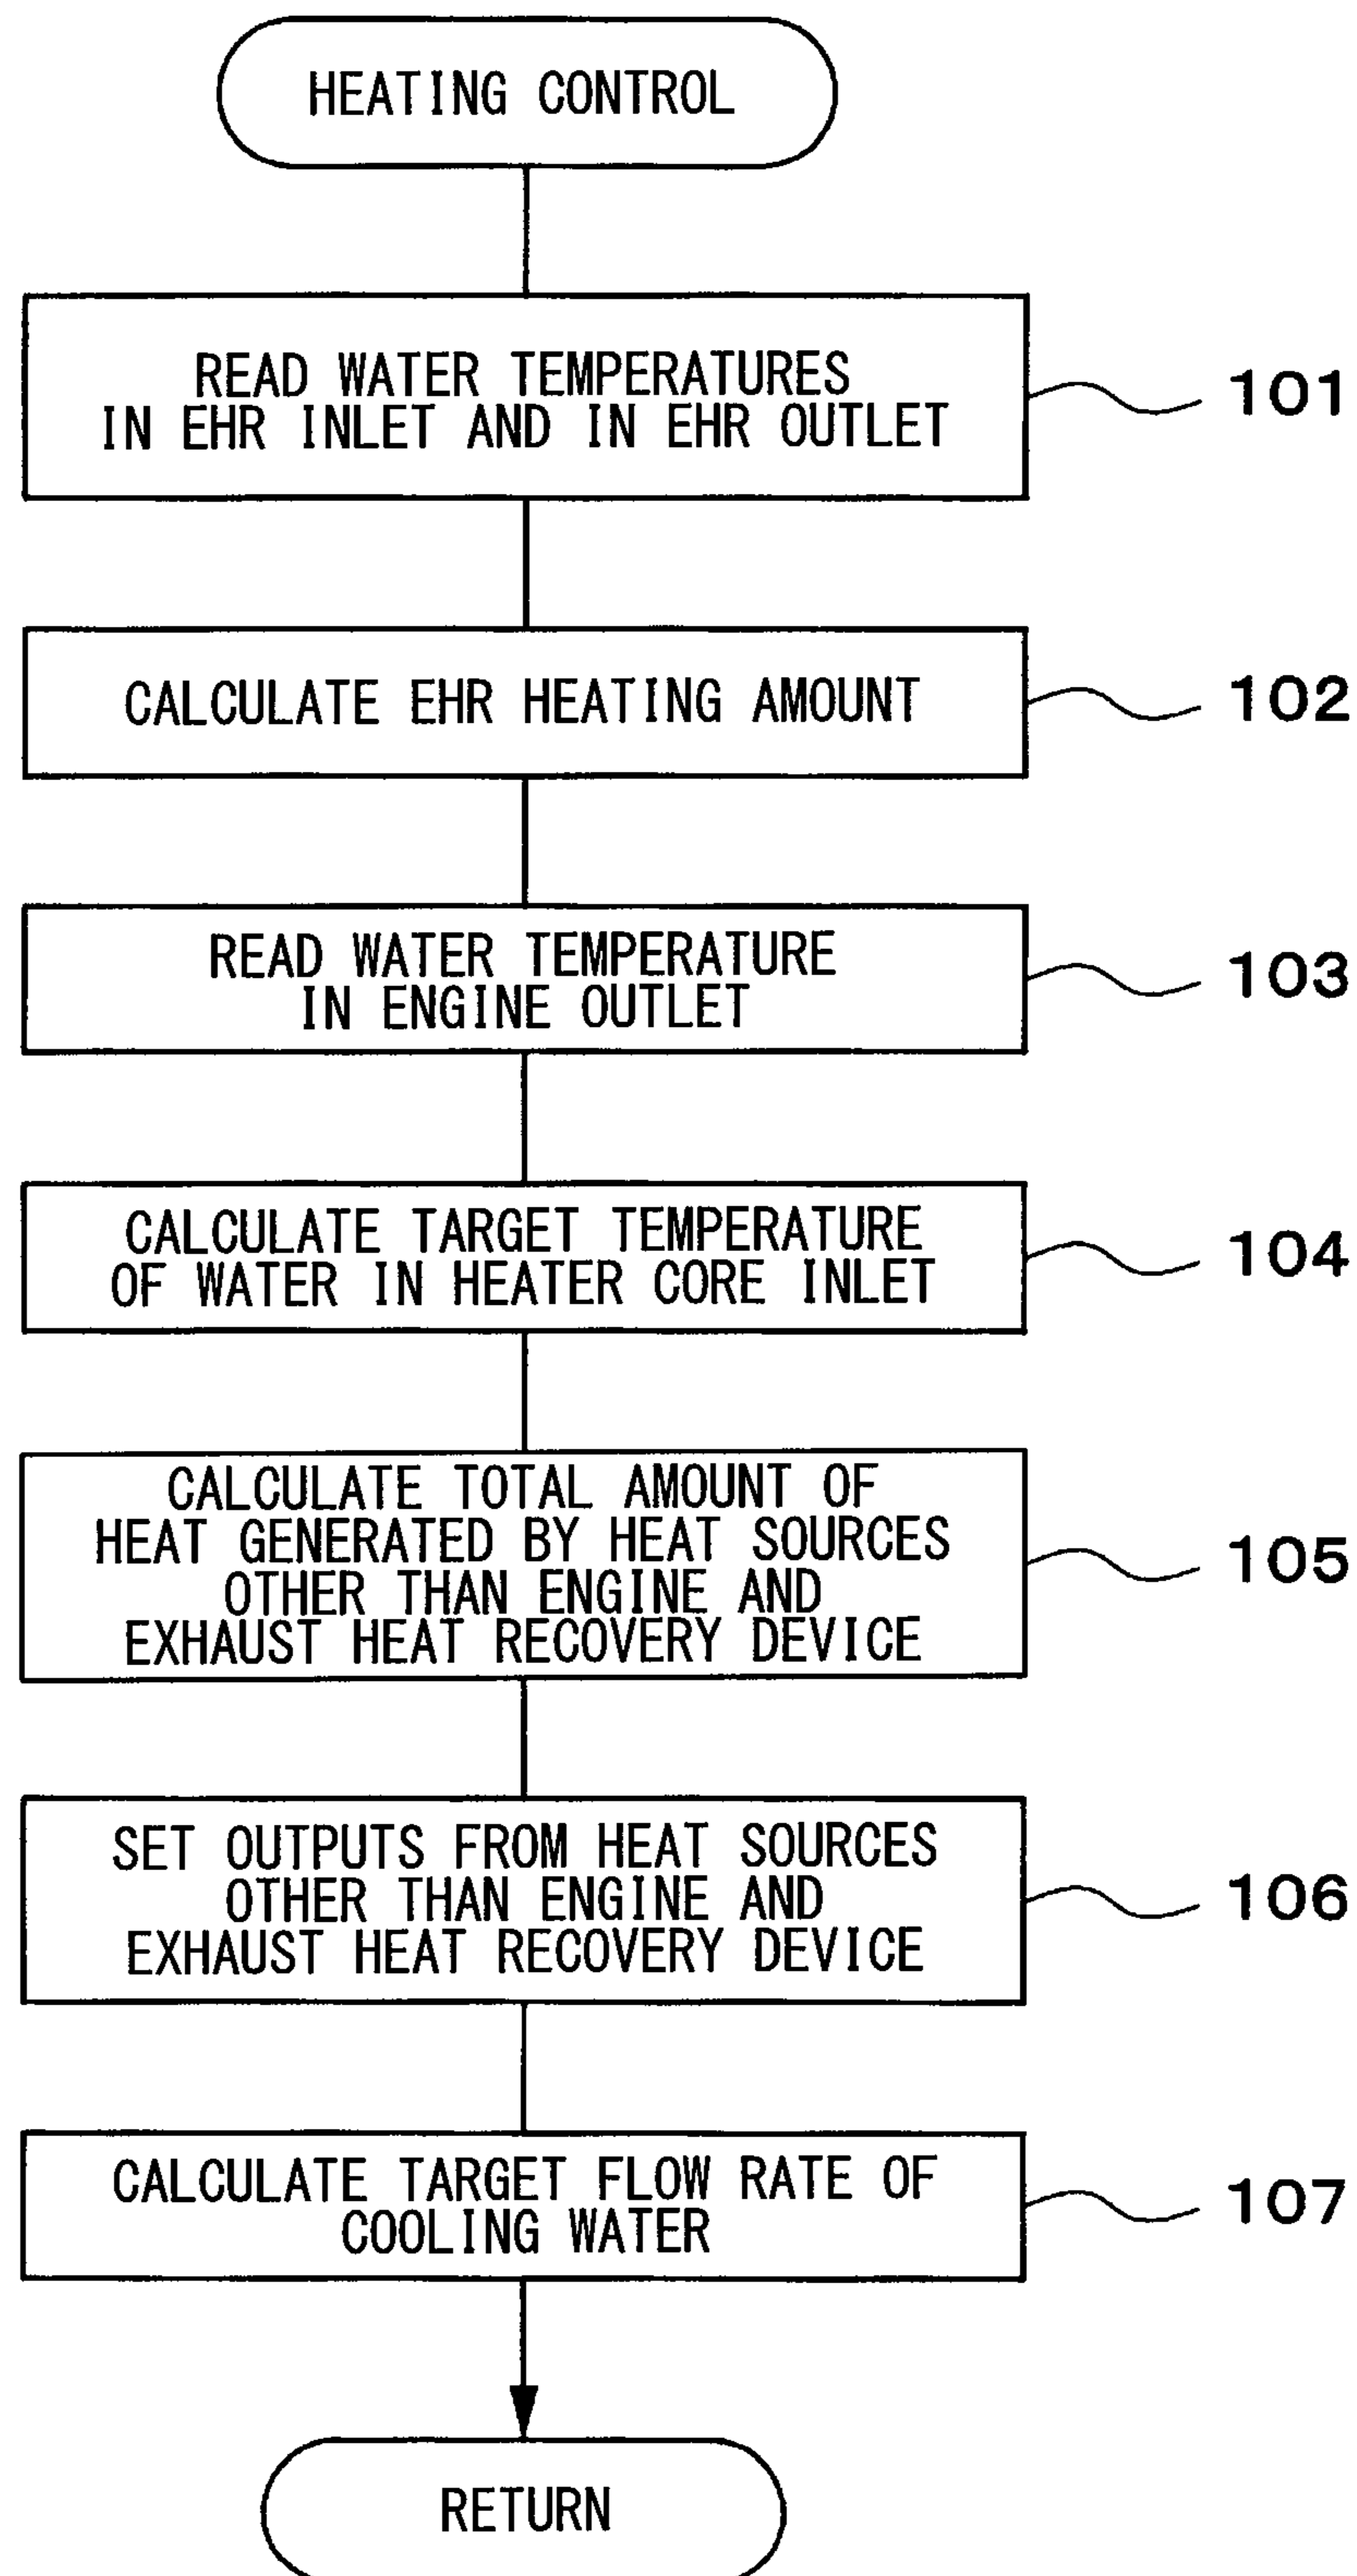 HEATING CONTROL
READ WATER TEMPERATURES
IN EHR INLET AND IN EHR OUTLET
101
CALCULATE EHR HEATING AMOUNT
102
READ WATER TEMPERATURE
IN ENGINE OUTLET
103
CALCULATE TARGET TEMPERATURE
OF WATER IN HEATER CORE INLET
104
CALCULATE TOTAL AMOUNT OF
HEAT GENERATED BY HEAT SOURCES
OTHER THAN ENGINE AND
EXHAUST HEAT RECOVERY DEVICE
105
SET OUTPUTS FROM HEAT SOURCES
OTHER THAN ENGINE AND
EXHAUST HEAT RECOVERY DEVICE
106
CALCULATE TARGET FLOW RATE OF
COOLING WATER
107
RETURN